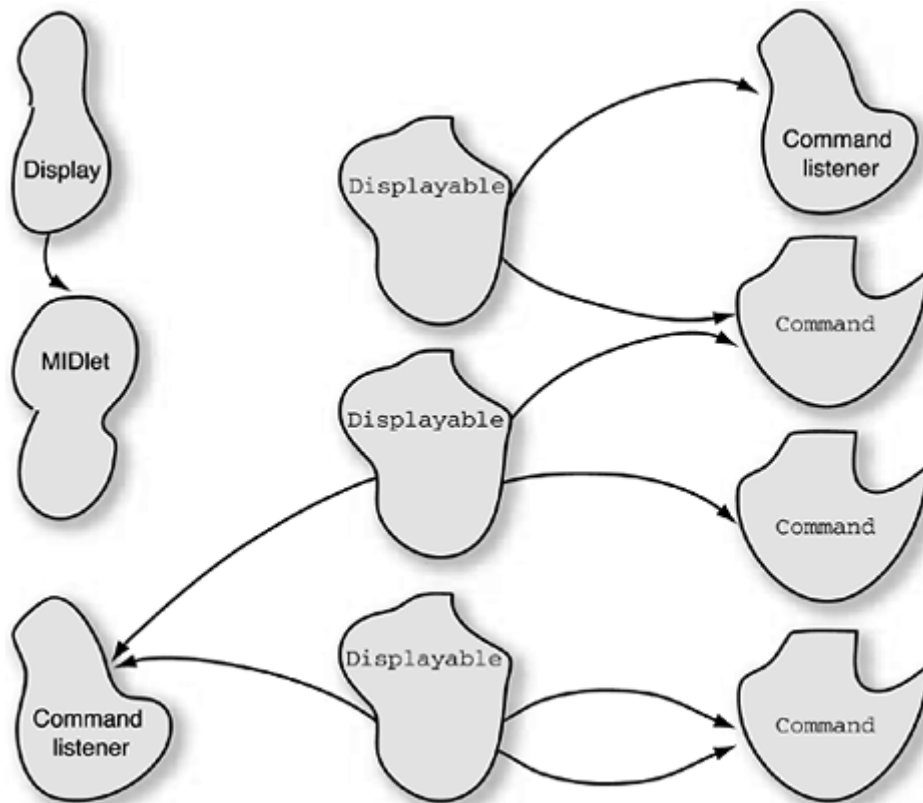 Display
MIDlet
Command
listener
Displayable
Displayable
Displayable
Command
listener
Command
Command
Command